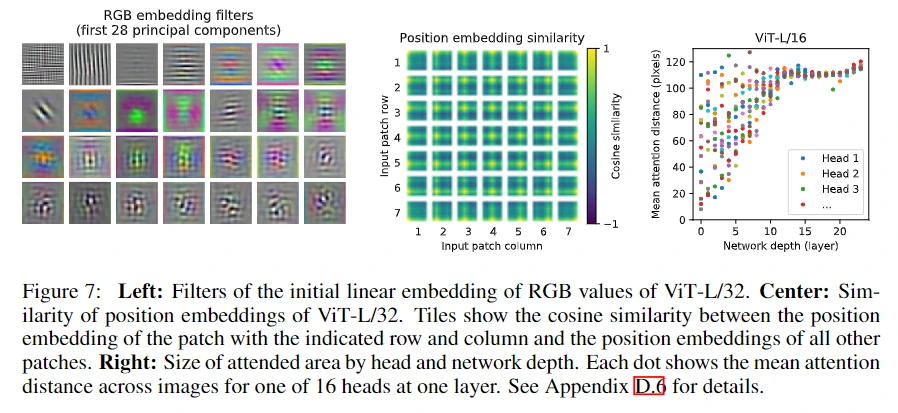 RGB embedding filters
(first 28 principal components)
Position embedding similarity
1
2
3
4
5
6
7
Input patch row
1 2 3 4 5 6 7
Input patch column
1
−1
Cosine similarity
ViT-L/16
120
100
80
60
40
20
0
Mean attention distance (pixels)
Head 1
Head 2
Head 3
...
0 5 10 15 20
Network depth (layer)
Figure 7: Left: Filters of the initial linear embedding of RGB values of ViT-L/32. Center: Sim-
ilarity of position embeddings of ViT-L/32. Tiles show the cosine similarity between the position
embedding of the patch with the indicated row and column and the position embeddings of all other
patches. Right: Size of attended area by head and network depth. Each dot shows the mean attention
distance across images for one of 16 heads at one layer. See Appendix D.6 for details.